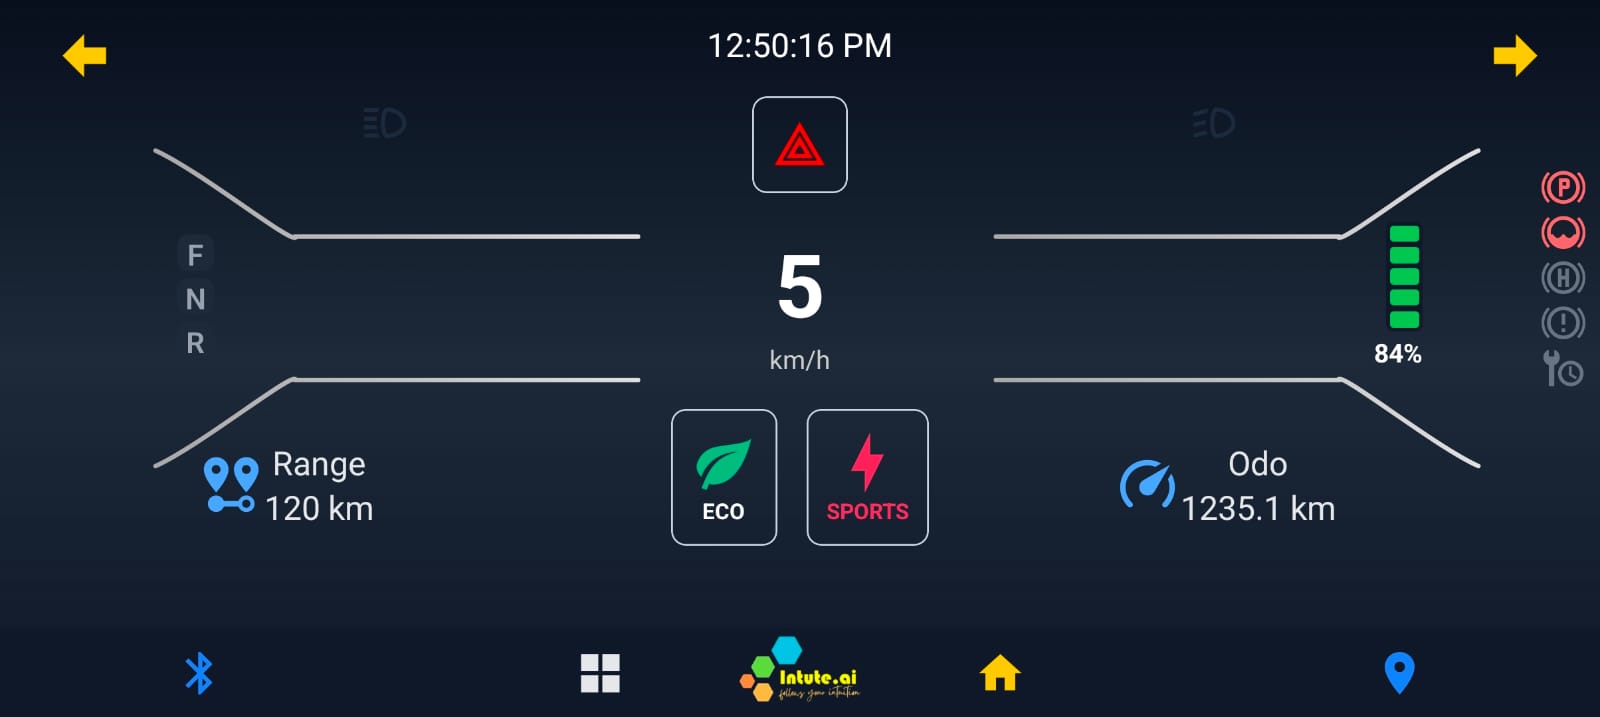 12:50:16 PM
F
N
R
5
km/h
84%
P
H
!
Range
120 km
ECO
SPORTS
Odo
1235.1 km
Intute.ai
follows your intuition